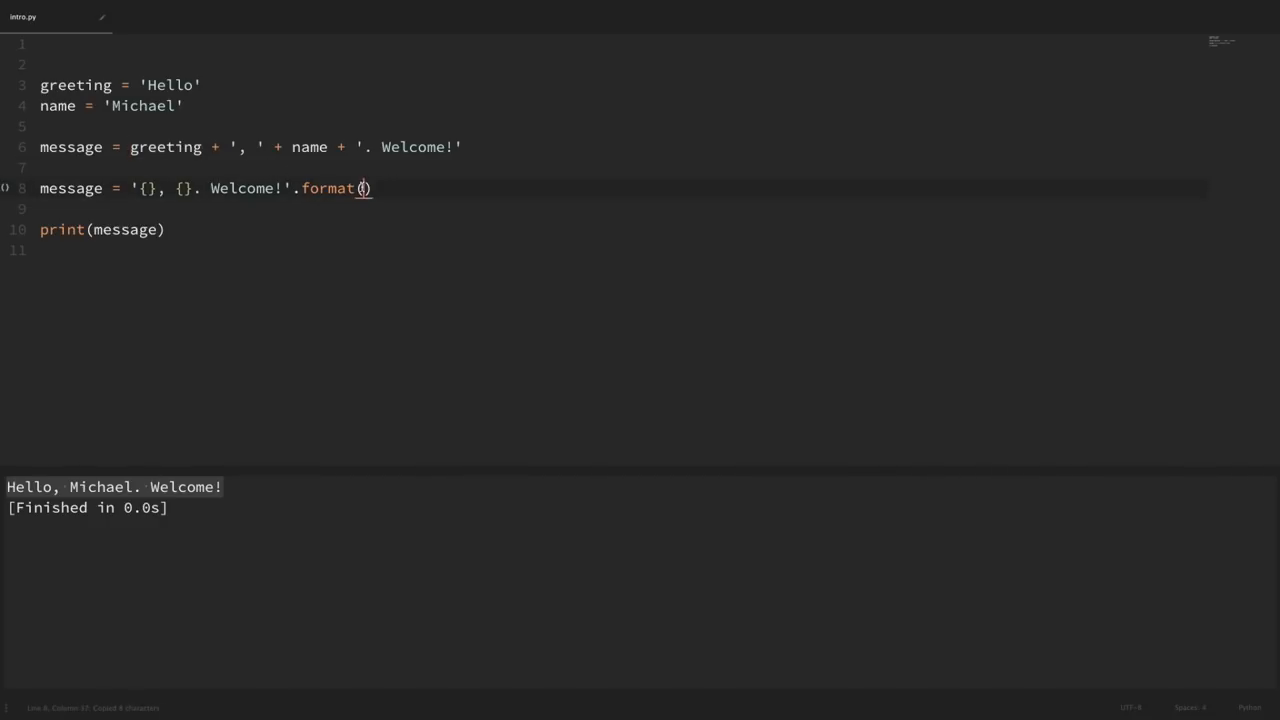 intro.py
1
2
3 greeting = 'Hello'
4 name = 'Michael'
5
6 message = greeting + ', ' + name + '. Welcome!'
7
() 8 message = '{}, {}. Welcome!'.format()
9
10 print(message)
11
Hello, Michael. Welcome!
[Finished in 0.0s]
Column 37: Copied 8 characters
UTF-8 Spaces: 4 Python